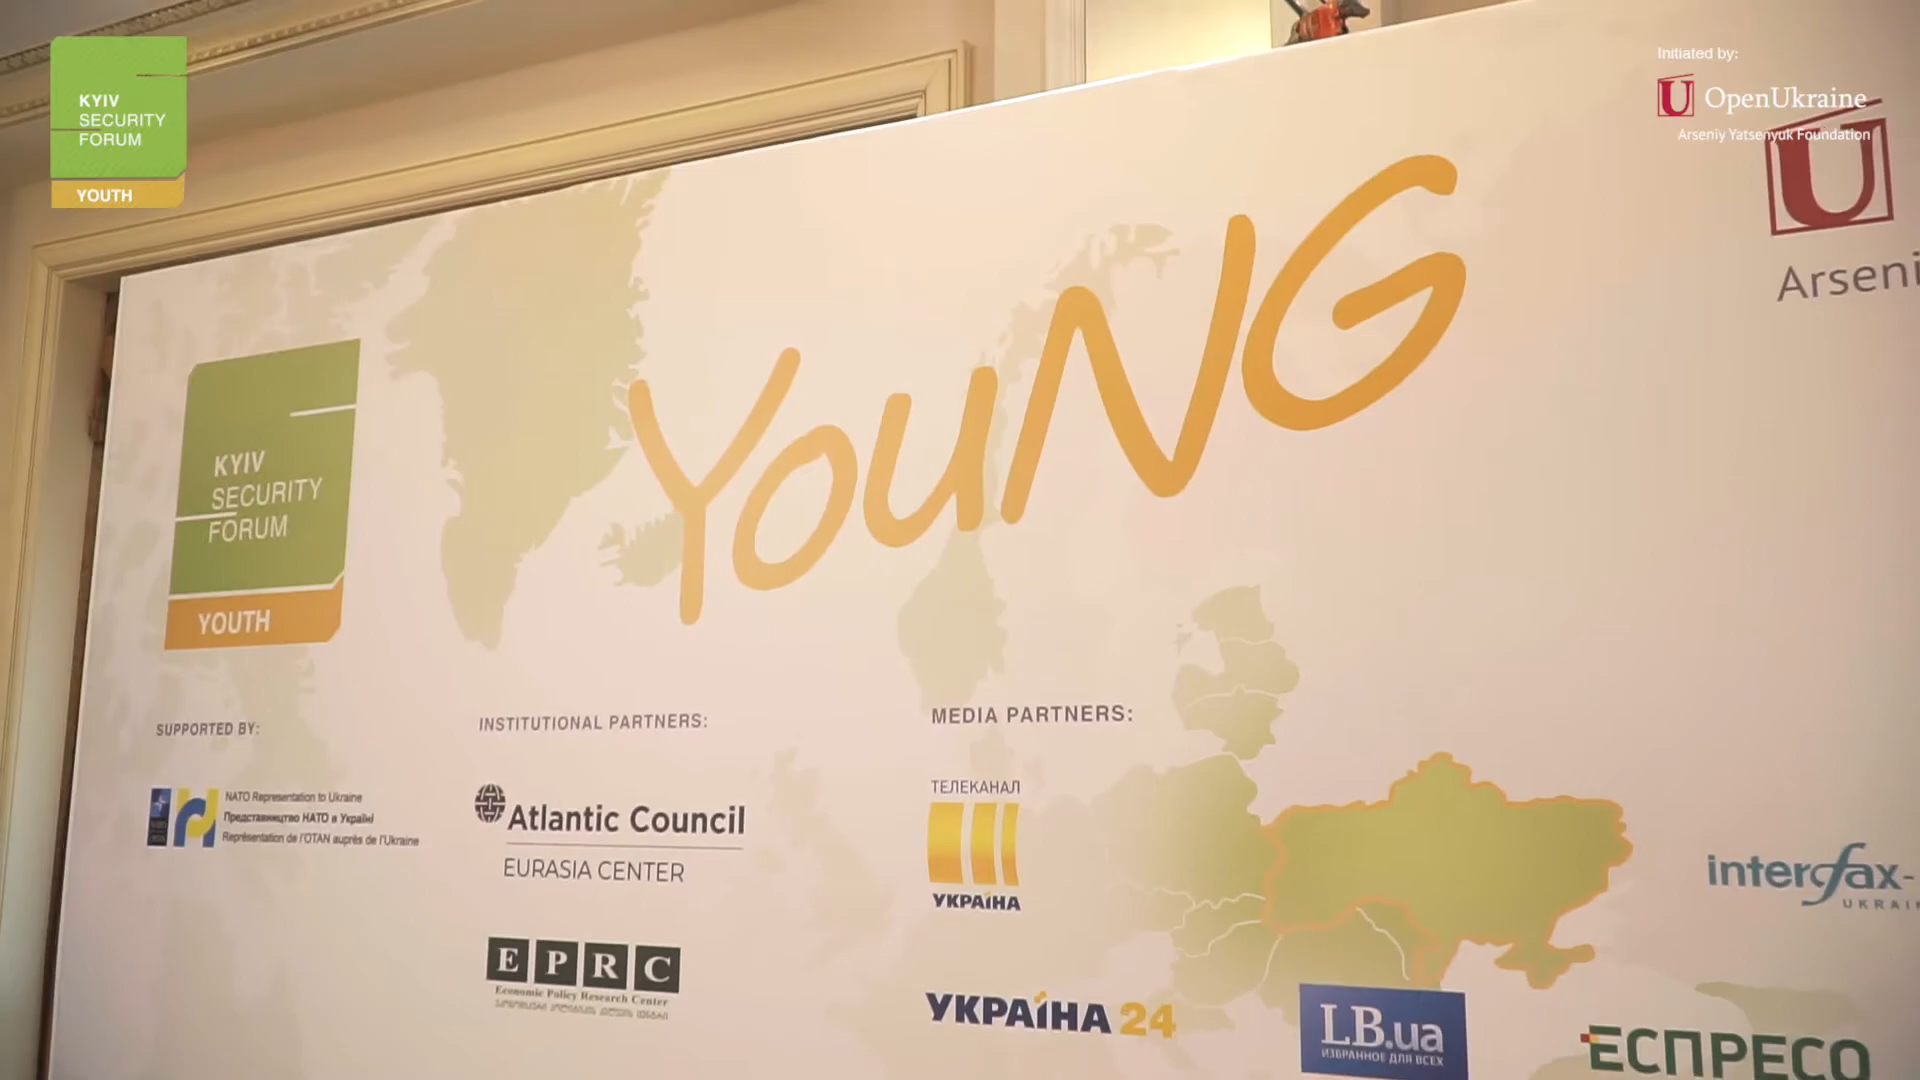 KYIV
SECURITY
FORUM
YOUTH
Initiated by:
U OpenUkraine
Arseniy Yatsenyuk Foundation
U
Arseni
YouNG
KYIV
SECURITY
FORUM
YOUTH
SUPPORTED BY:
NATO Representation to Ukraine
Представництво НАТО в Україні
Représentation de l'OTAN auprès de l'Ukraine
INSTITUTIONAL PARTNERS:
Atlantic Council
EURASIA CENTER
EPRC
Economic Policy Research Center
MEDIA PARTNERS:
ТЕЛЕКАНАЛ
УКРАЇНА
УКРАЇНА 24
LB.ua
ИЗБРАННОЕ ДЛЯ ВСЕХ
interfax-
UKRAI
ЕСПРЕСО